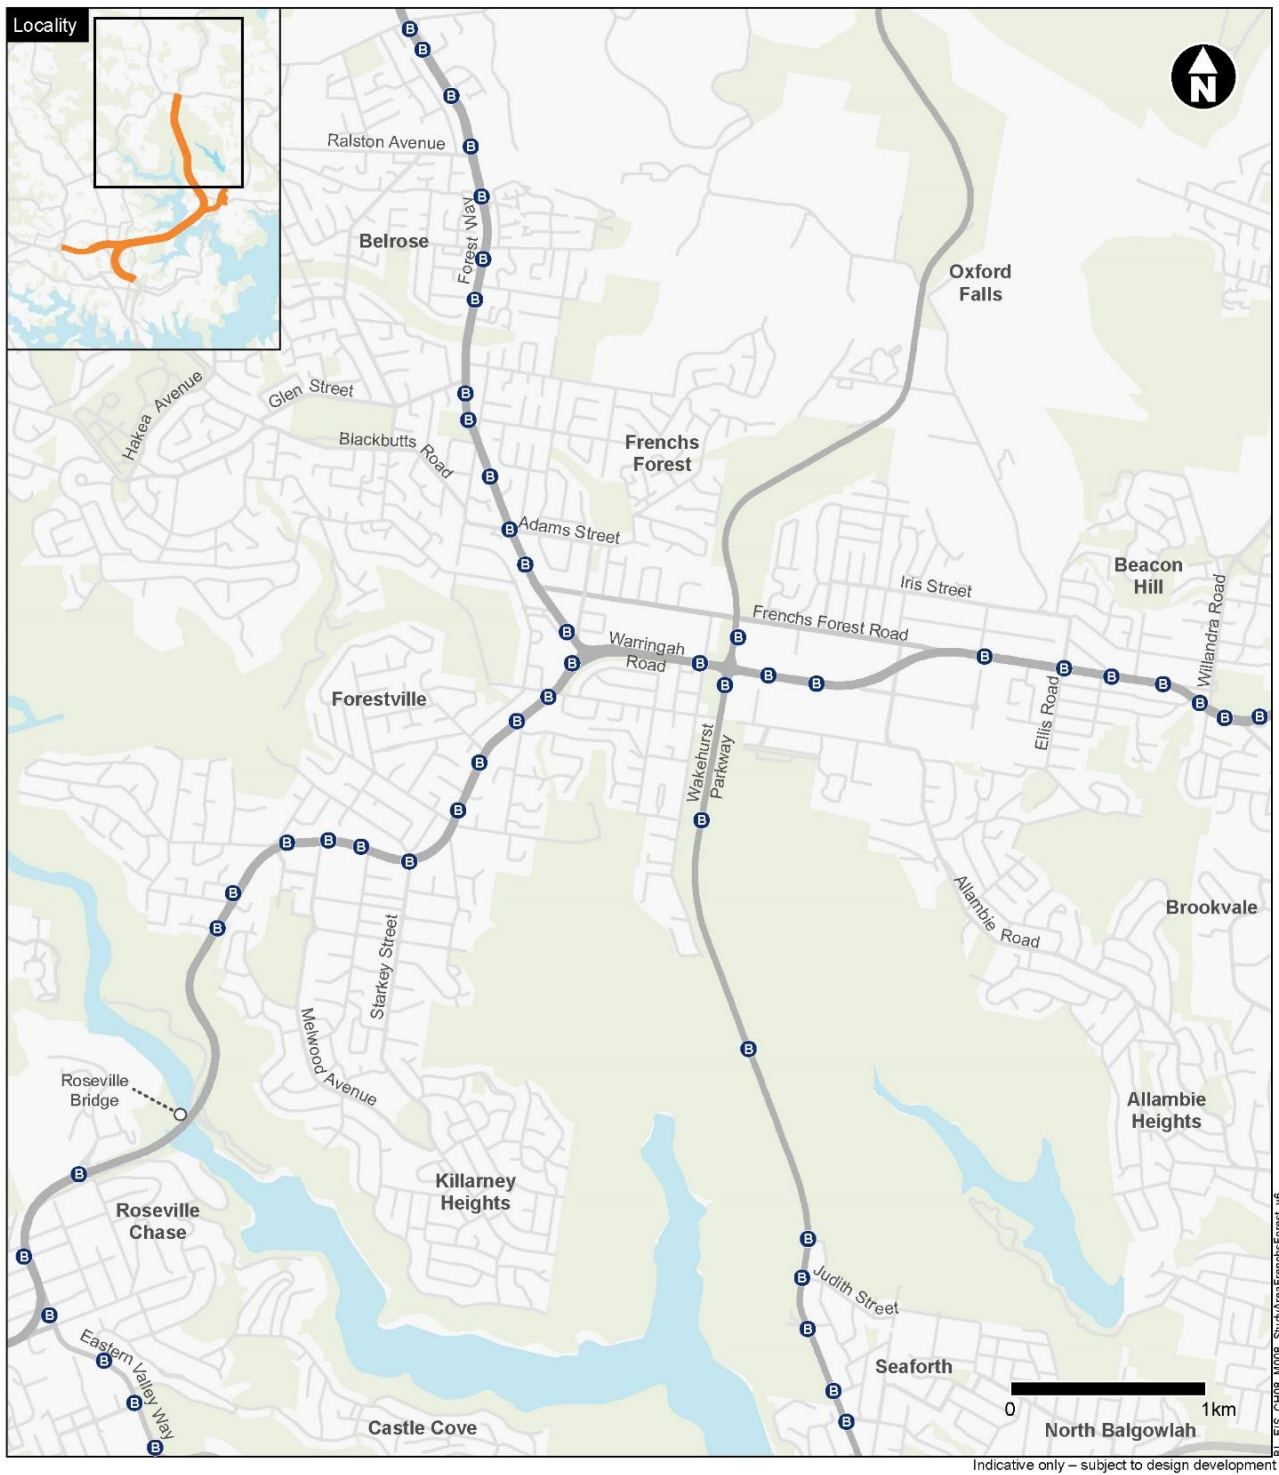 Locality
N
Ralston Avenue
Forest Way
Belrose
Oxford
Falls
Hakea Avenue
Glen Street
Blackbutts Road
Frenchs
Forest
Adams Street
Beacon
Hill
Iris Street
Willandra Road
Frenchs Forest Road
Warringah
Road
Forestville
Ellis Road
Wakehurst
Parkway
Allambie Road
Brookvale
Starkey Street
Melwood Avenue
Roseville
Bridge
Allambie
Heights
Killarney
Heights
Roseville
Chase
Judith Street
Eastern Valley Way
Seaforth
Castle Cove
0 1km
North Balgowlah
Indicative only – subject to design development